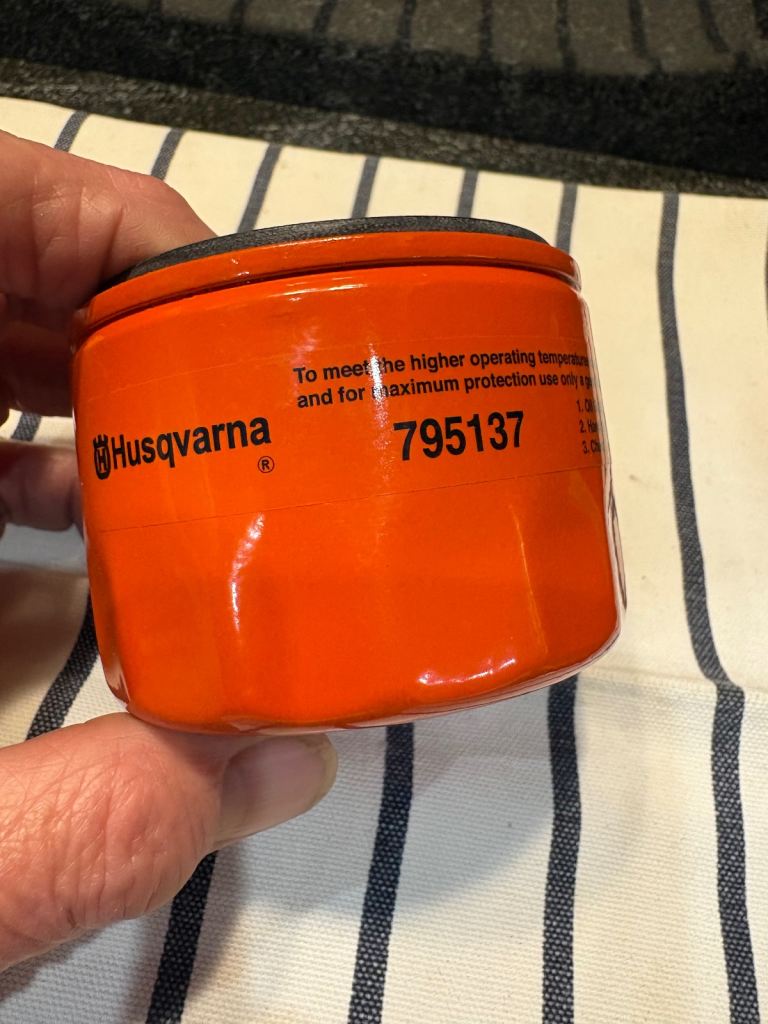 Husqvarna
®
To meet the higher operating temperature
and for maximum protection use only a
795137
1.
2.
3.